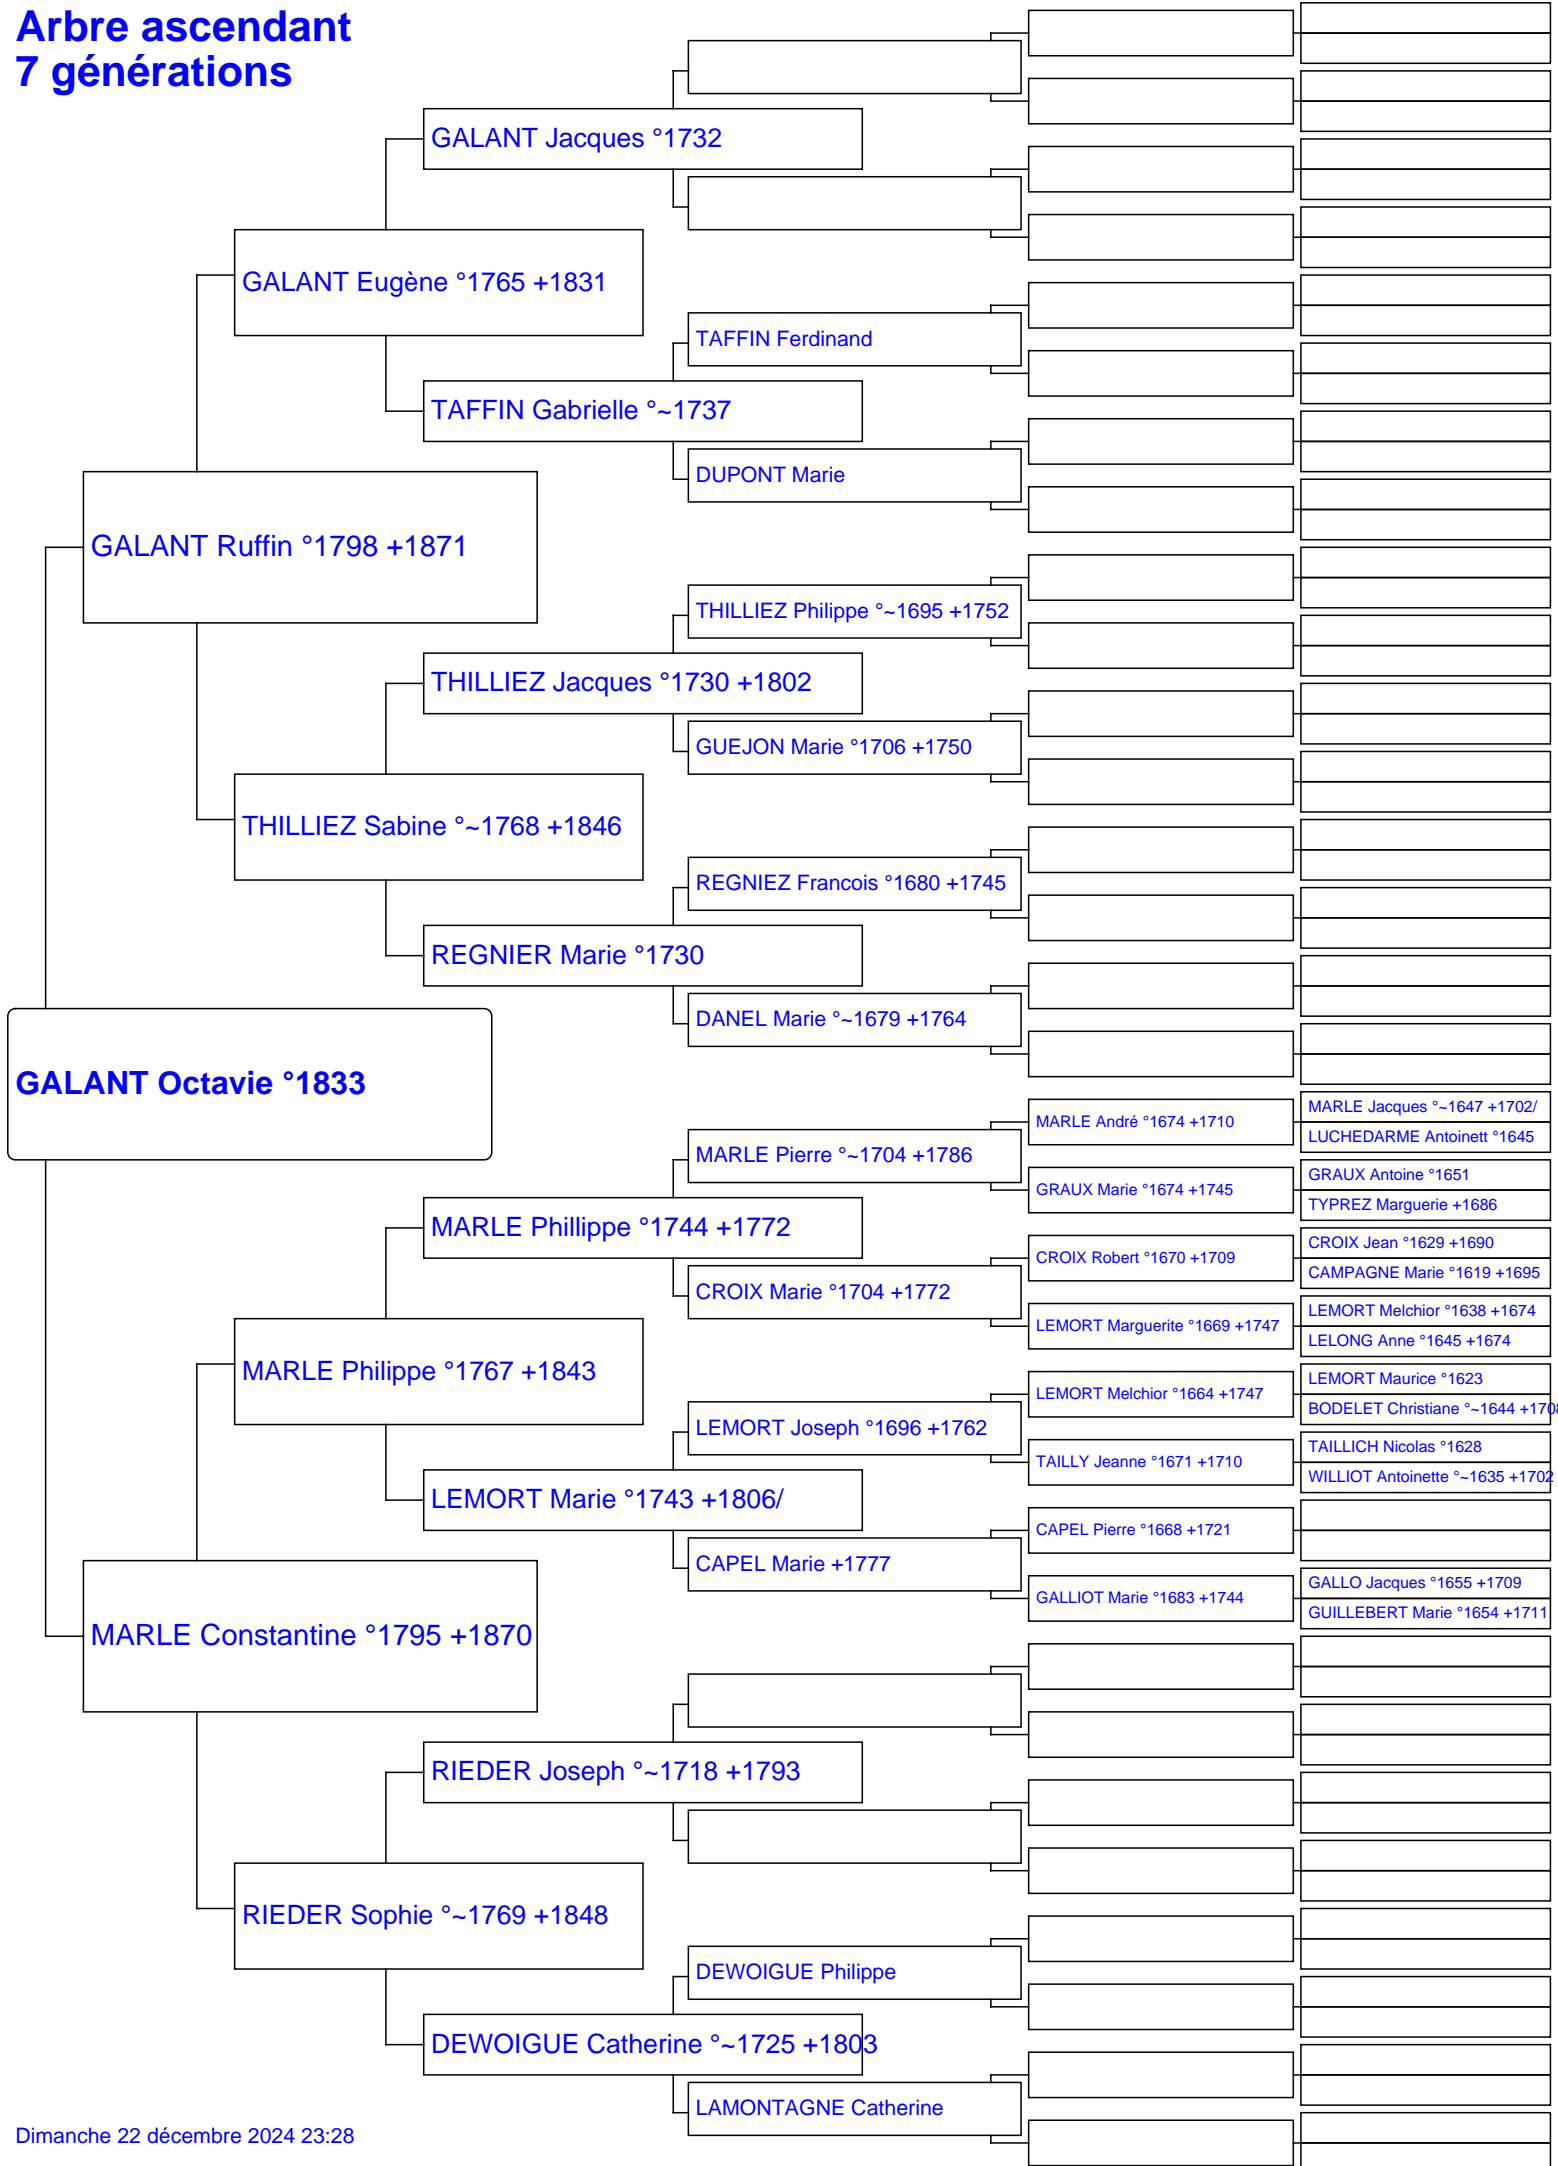 Arbre ascendant
7 générations
GALANT Jacques °1732
GALANT Eugène °1765 +1831
TAFFIN Ferdinand
TAFFIN Gabrielle °~1737
DUPONT Marie
GALANT Ruffin °1798 +1871
THILLIEZ Philippe °~1695 +1752
THILLIEZ Jacques °1730 +1802
GUEJON Marie °1706 +1750
THILLIEZ Sabine °~1768 +1846
REGNIEZ Francois °1680 +1745
REGNIER Marie °1730
DANEL Marie °~1679 +1764
GALANT Octavie °1833
MARLE Jacques °~1647 +1702/
MARLE André °1674 +1710
LUCHEDARME Antoinett °1645
MARLE Pierre °~1704 +1786
GRAUX Antoine °1651
GRAUX Marie °1674 +1745
TYPREZ Marguerie +1686
MARLE Phillippe °1744 +1772
CROIX Jean °1629 +1690
CROIX Robert °1670 +1709
CAMPAGNE Marie °1619 +1695
CROIX Marie °1704 +1772
LEMORT Melchior °1638 +1674
LEMORT Marguerite °1669 +1747
LELONG Anne °1645 +1674
MARLE Philippe °1767 +1843
LEMORT Maurice °1623
LEMORT Melchior °1664 +1747
BODELET Christiane °~1644 +1708
LEMORT Joseph °1696 +1762
TAILLICH Nicolas °1628
TAILLY Jeanne °1671 +1710
WILLIOT Antoinette °~1635 +1702
LEMORT Marie °1743 +1806/
CAPEL Pierre °1668 +1721
CAPEL Marie +1777
GALLO Jacques °1655 +1709
GALLIOT Marie °1683 +1744
GUILLEBERT Marie °1654 +1711
MARLE Constantine °1795 +1870
RIEDER Joseph °~1718 +1793
RIEDER Sophie °~1769 +1848
DEWOIGUE Philippe
DEWOIGUE Catherine °~1725 +1803
LAMONTAGNE Catherine
Dimanche 22 décembre 2024 23:28